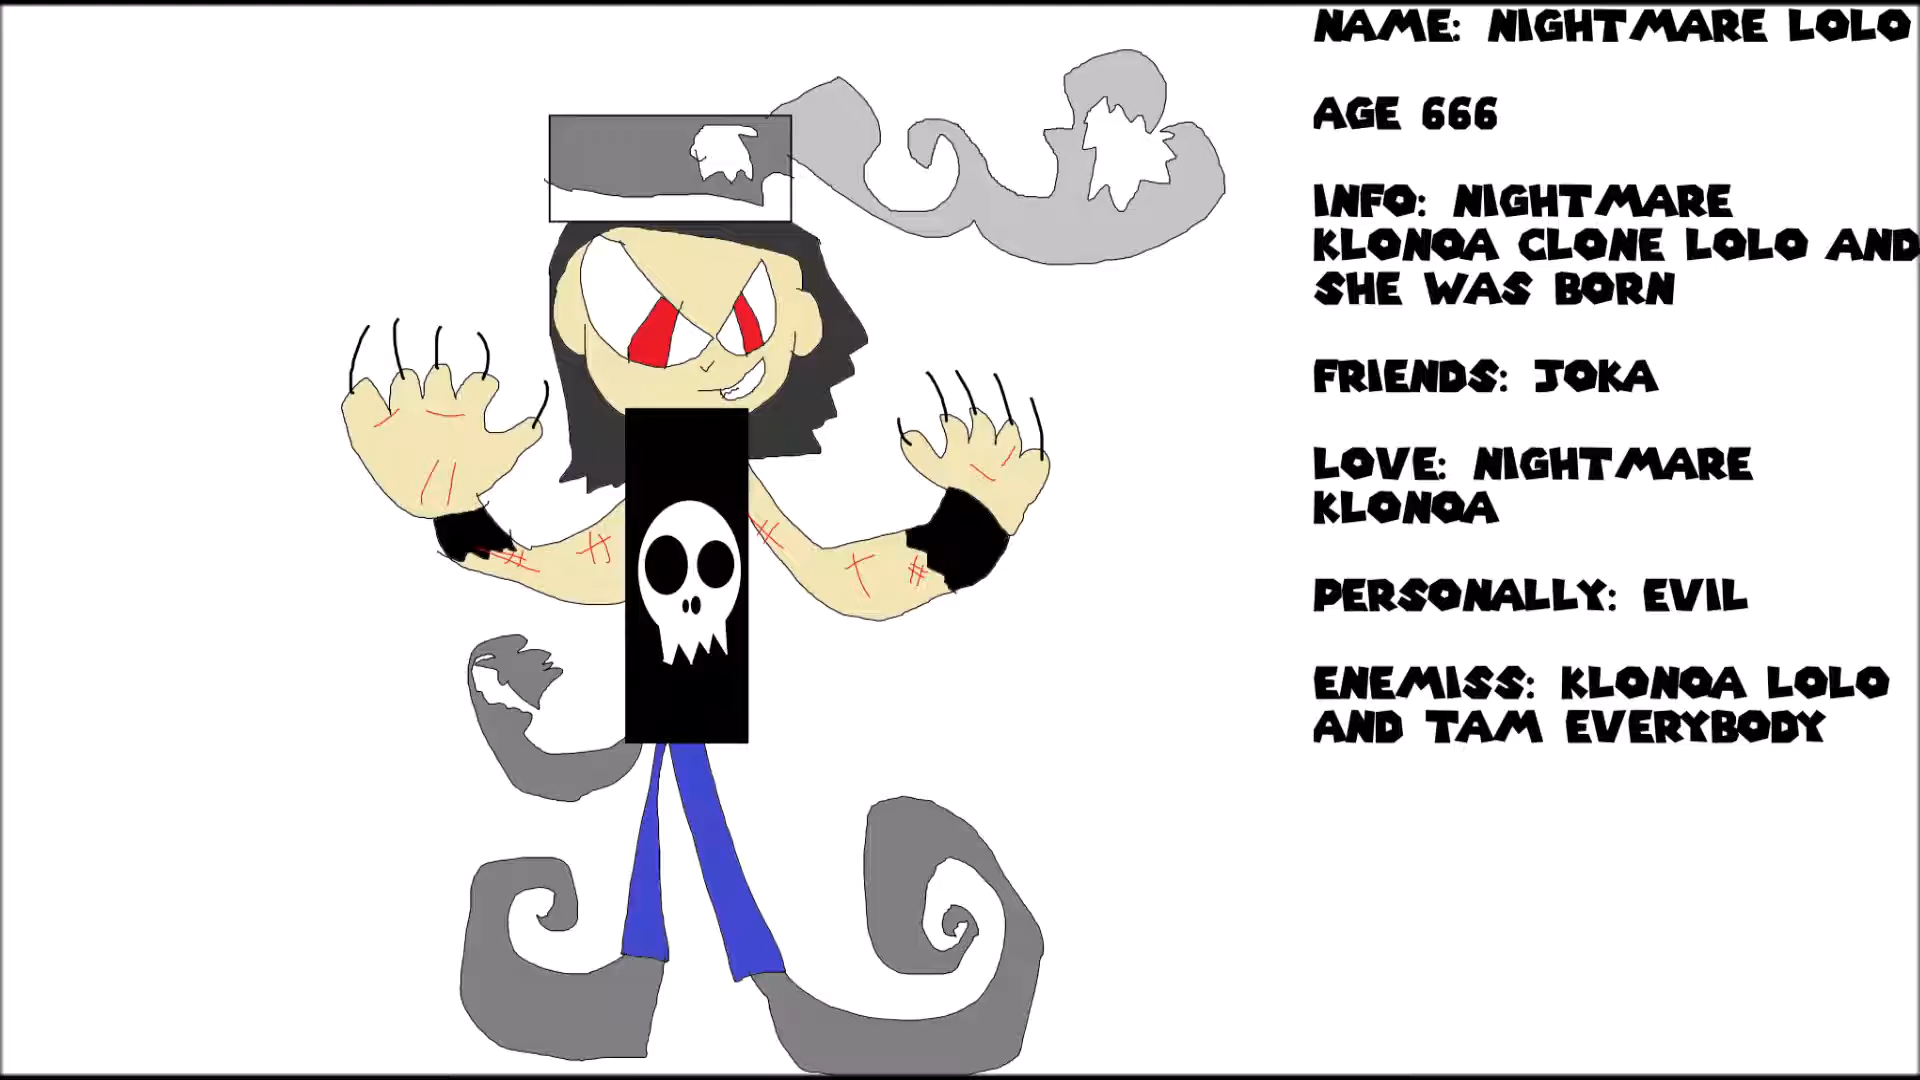 NAME: NIGHTMARE LOLO
AGE 666
INFO: NIGHTMARE
KLONOA CLONE LOLO AND
SHE WAS BORN
FRIENDS: JOKA
LOVE: NIGHTMARE
KLONOA
PERSONALLY: EVIL
ENEMISS: KLONOA LOLO
AND TAM EVERYBODY